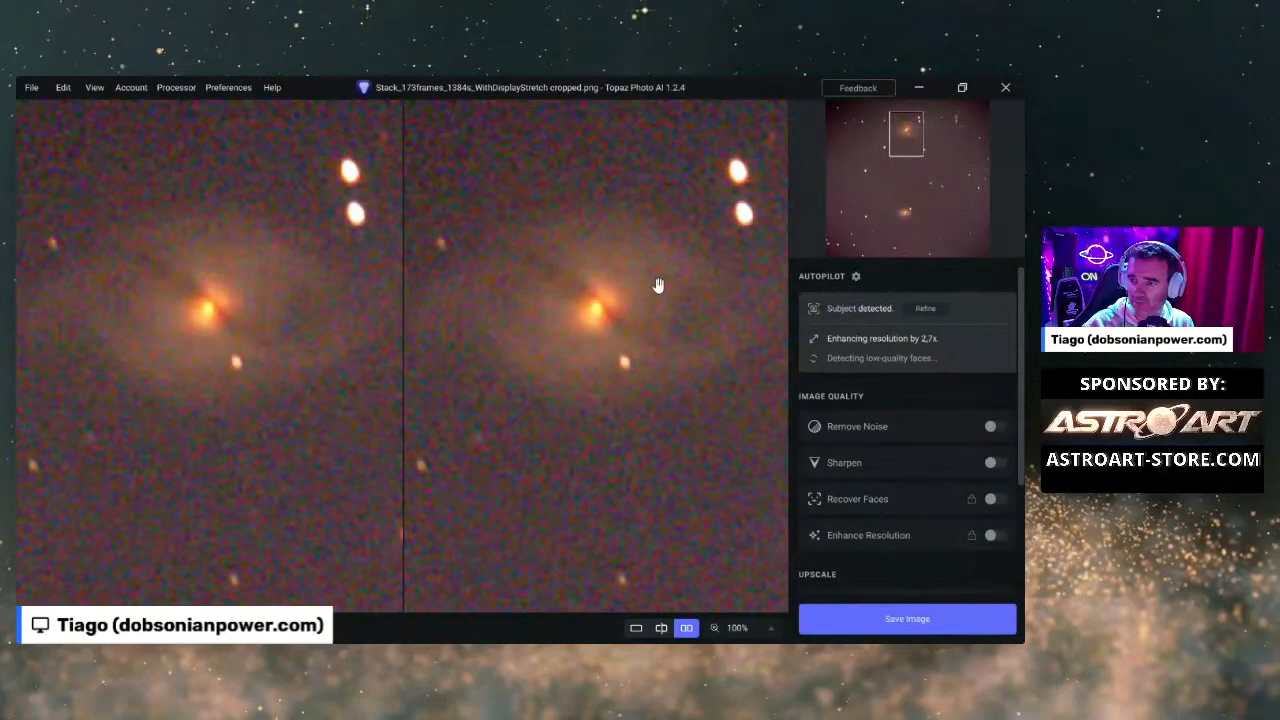 File Edit View Account Processor Preferences Help
Stack_173frames_1384s_WithDisplayStretch cropped.png - Topaz Photo AI 1.2.4
Feedback
AUTOPILOT
Subject detected. Refine
Enhancing resolution by 2,7x.
Detecting low-quality faces...
IMAGE QUALITY
Remove Noise
Sharpen
Recover Faces
Enhance Resolution
UPSCALE
Save Image
100%
Tiago (dobsonianpower.com)
ON
Tiago (dobsonianpower.com)
SPONSORED BY:
ASTROART
ASTROART-STORE.COM